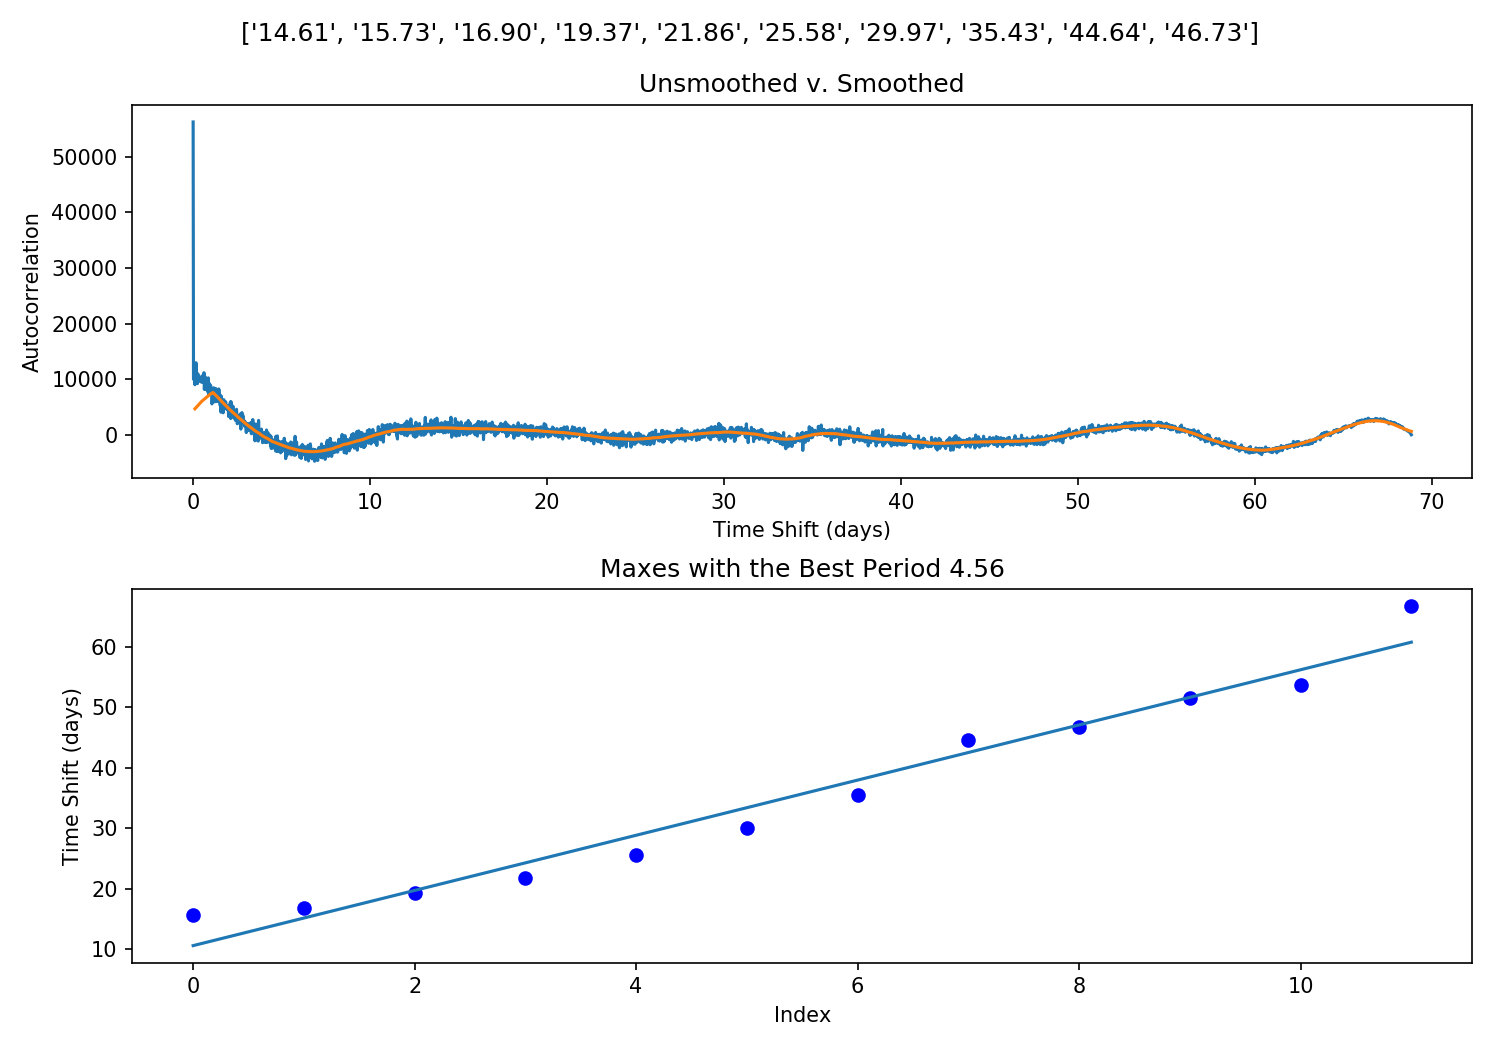 ['14.61', '15.73', '16.90', '19.37', '21.86', '25.58', '29.97', '35.43', '44.64', '46.73']
Unsmoothed v. Smoothed
50000
40000
30000
20000
10000
0
Autocorrelation
0 10 20 30 40 50 60 70
Time Shift (days)
Maxes with the Best Period 4.56
60
50
40
30
20
10
Time Shift (days)
0 2 4 6 8 10
Index